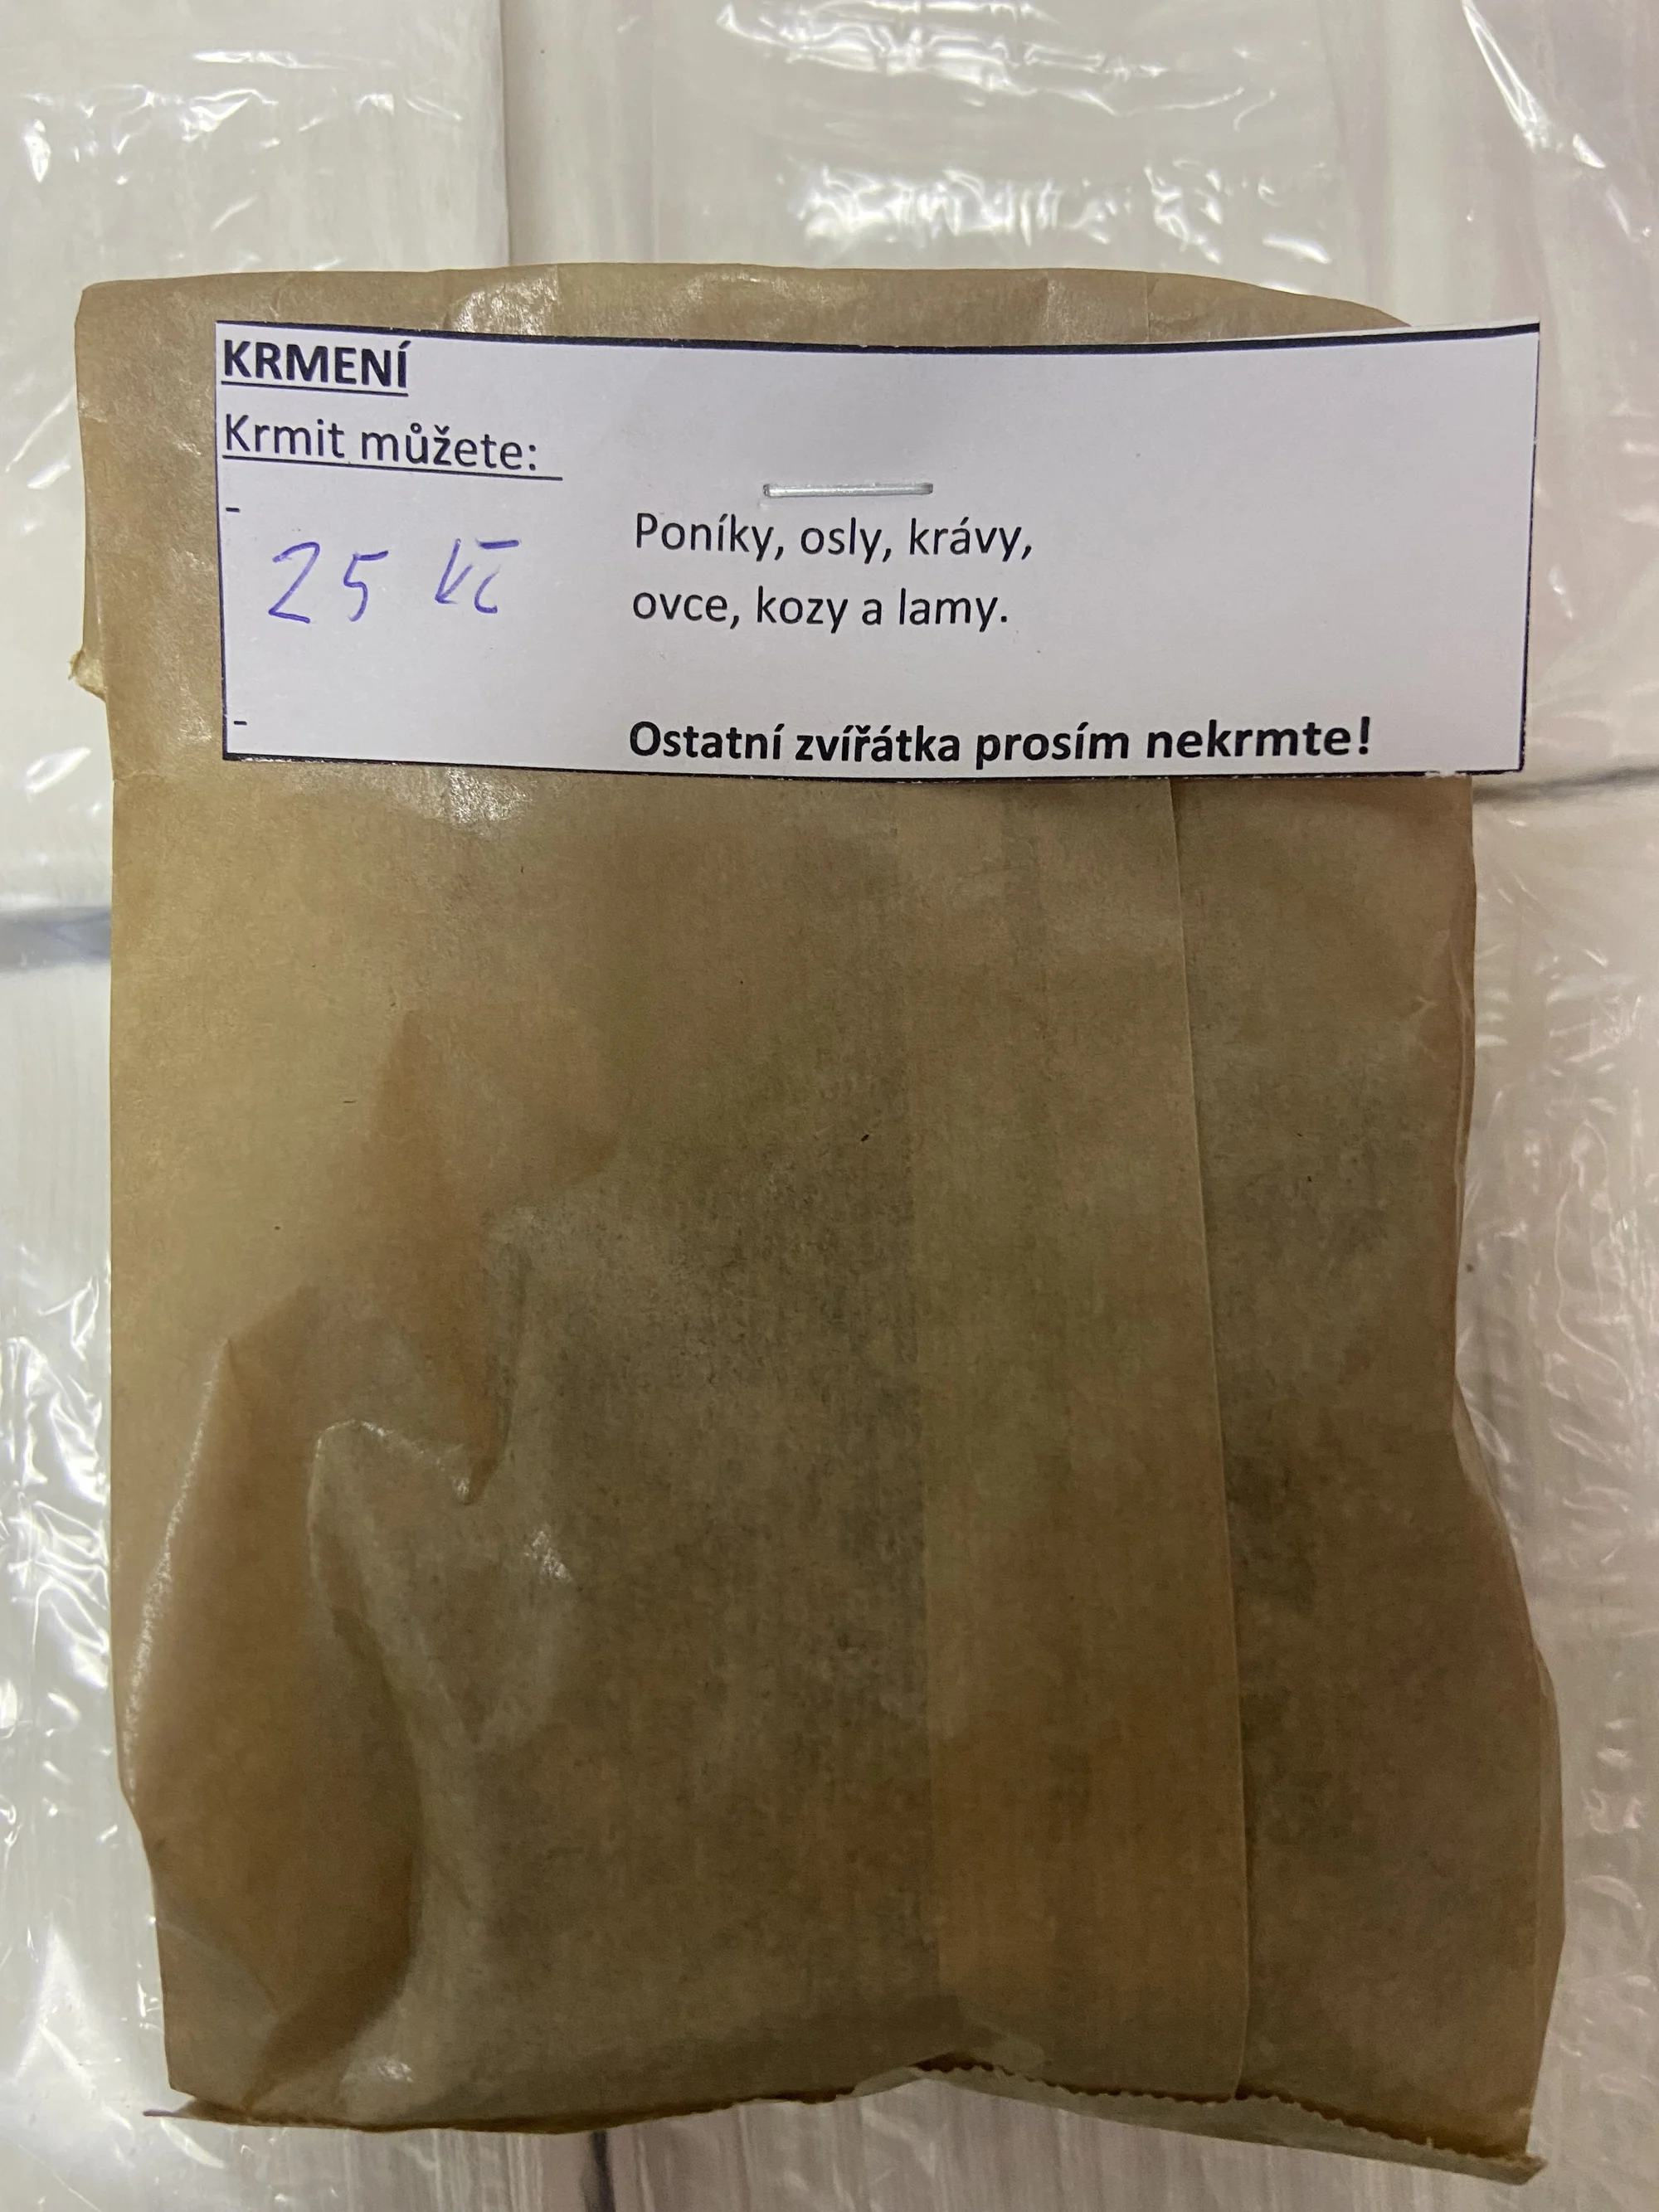 KRMENÍ
Krmit můžete:
-
25 Kč
Poníky, osly, krávy,
ovce, kozy a lamy.
-
Ostatní zvířátka prosím nekrmte!